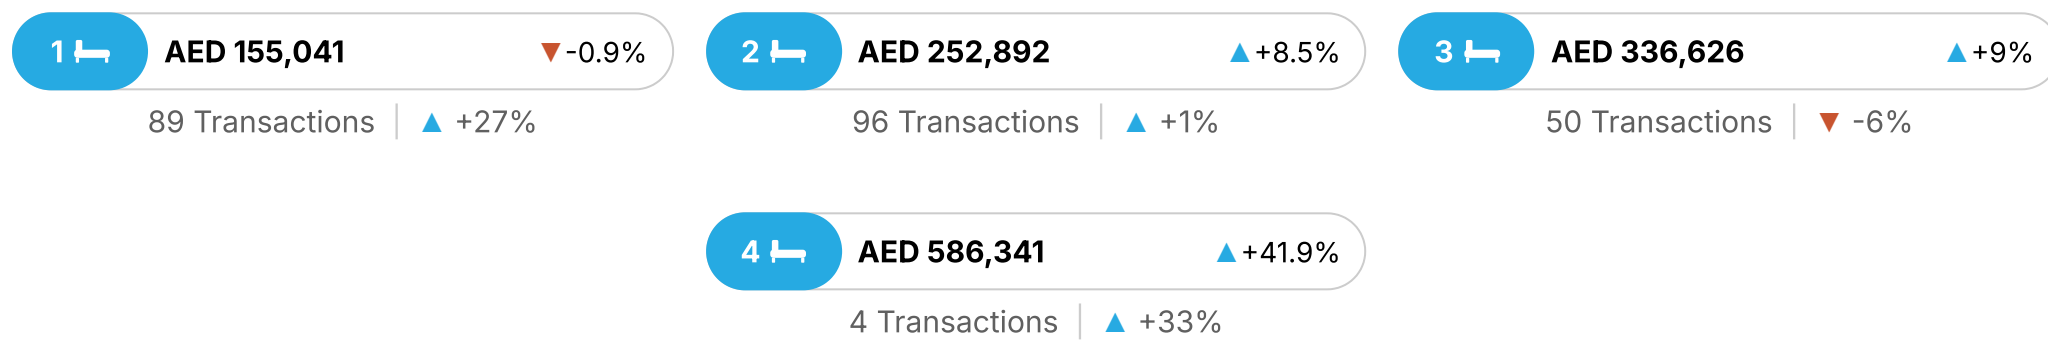 1 AED 155,041 ▼-0.9%
89 Transactions | ▲ +27%
2 AED 252,892 ▲+8.5%
96 Transactions | ▲ +1%
3 AED 336,626 ▲+9%
50 Transactions | ▼ -6%
4 AED 586,341 ▲+41.9%
4 Transactions | ▲ +33%